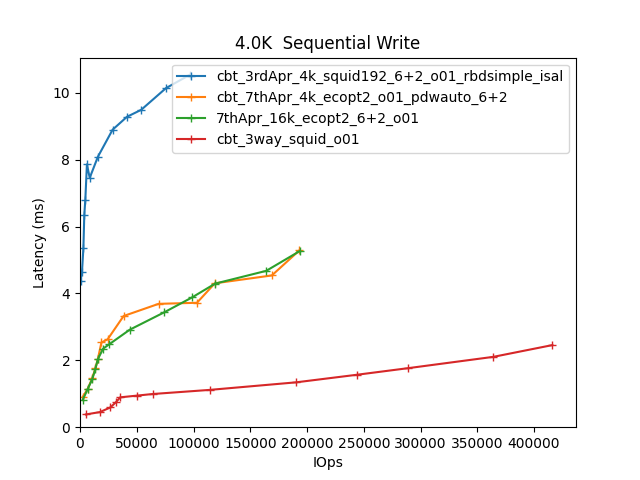 4.0K  Sequential Write
cbt_3rdApr_4k_squid192_6+2_o01_rbdsimple_isal
cbt_7thApr_4k_ecopt2_o01_pdwauto_6+2
7thApr_16k_ecopt2_6+2_o01
cbt_3way_squid_o01
Latency (ms)
10
8
6
4
2
0
0 50000 100000 150000 200000 250000 300000 350000 400000
IOps